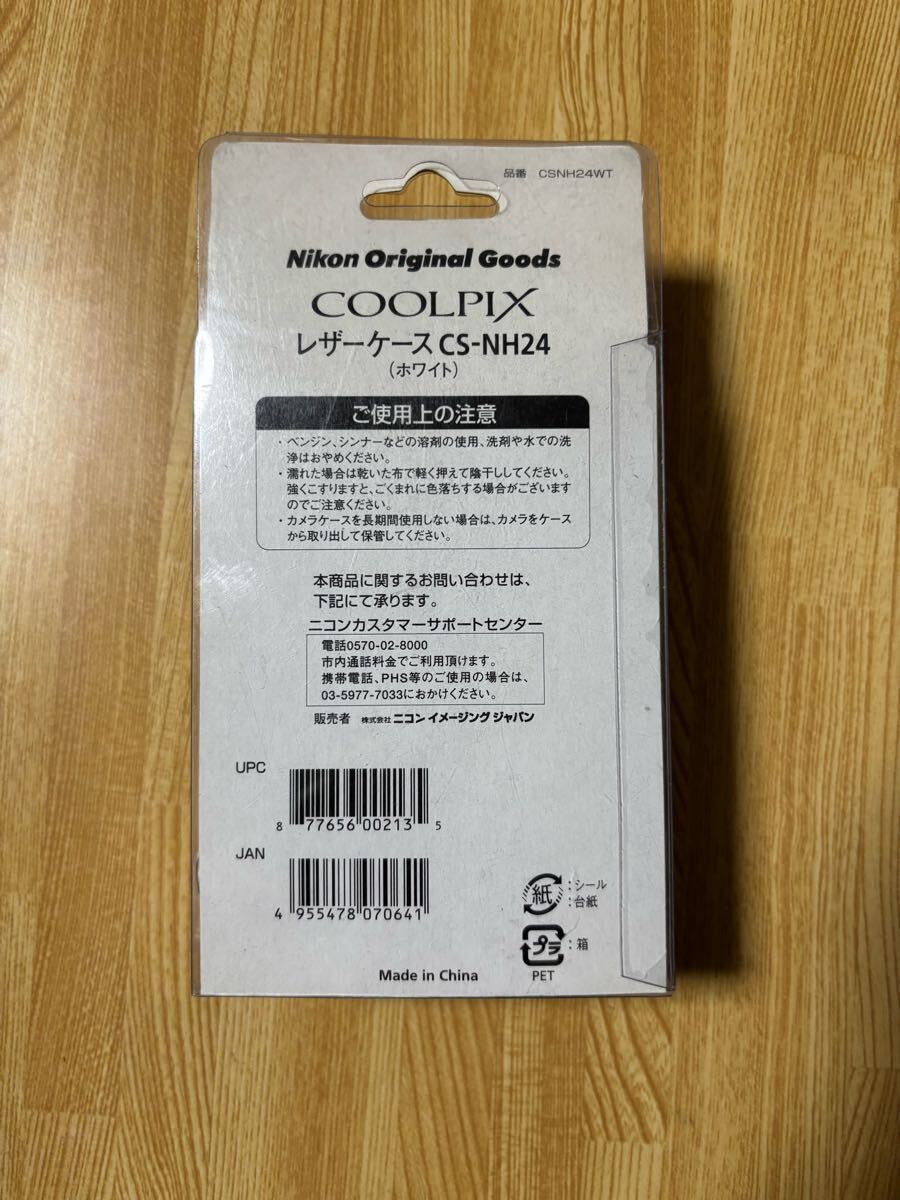 品番 CSNH24WT
Nikon Original Goods
COOLPIX
レザーケース CS-NH24
(ホワイト)
ご使用上の注意
・ベンジン、シンナーなどの溶剤の使用、洗剤や水での洗
浄はおやめください。
・濡れた場合は乾いた布で軽く押えて陰干ししてください。
強くこすりますと、ごくまれに色落ちする場合がございます
のでご注意ください。
・カメラケースを長期間使用しない場合は、カメラをケース
から取り出して保管してください。
本商品に関するお問い合わせは、
下記にて承ります。
ニコンカスタマーサポートセンター
電話0570-02-8000
市内通話料金でご利用頂けます。
携帯電話、PHS等のご使用の場合は、
03-5977-7033におかけください。
販売者 株式会社 ニコン イメージング ジャパン
UPC
8 77656 00213 5
JAN
4 955478 070641
紙 :シール
:台紙
プラ :箱
PET
Made in China